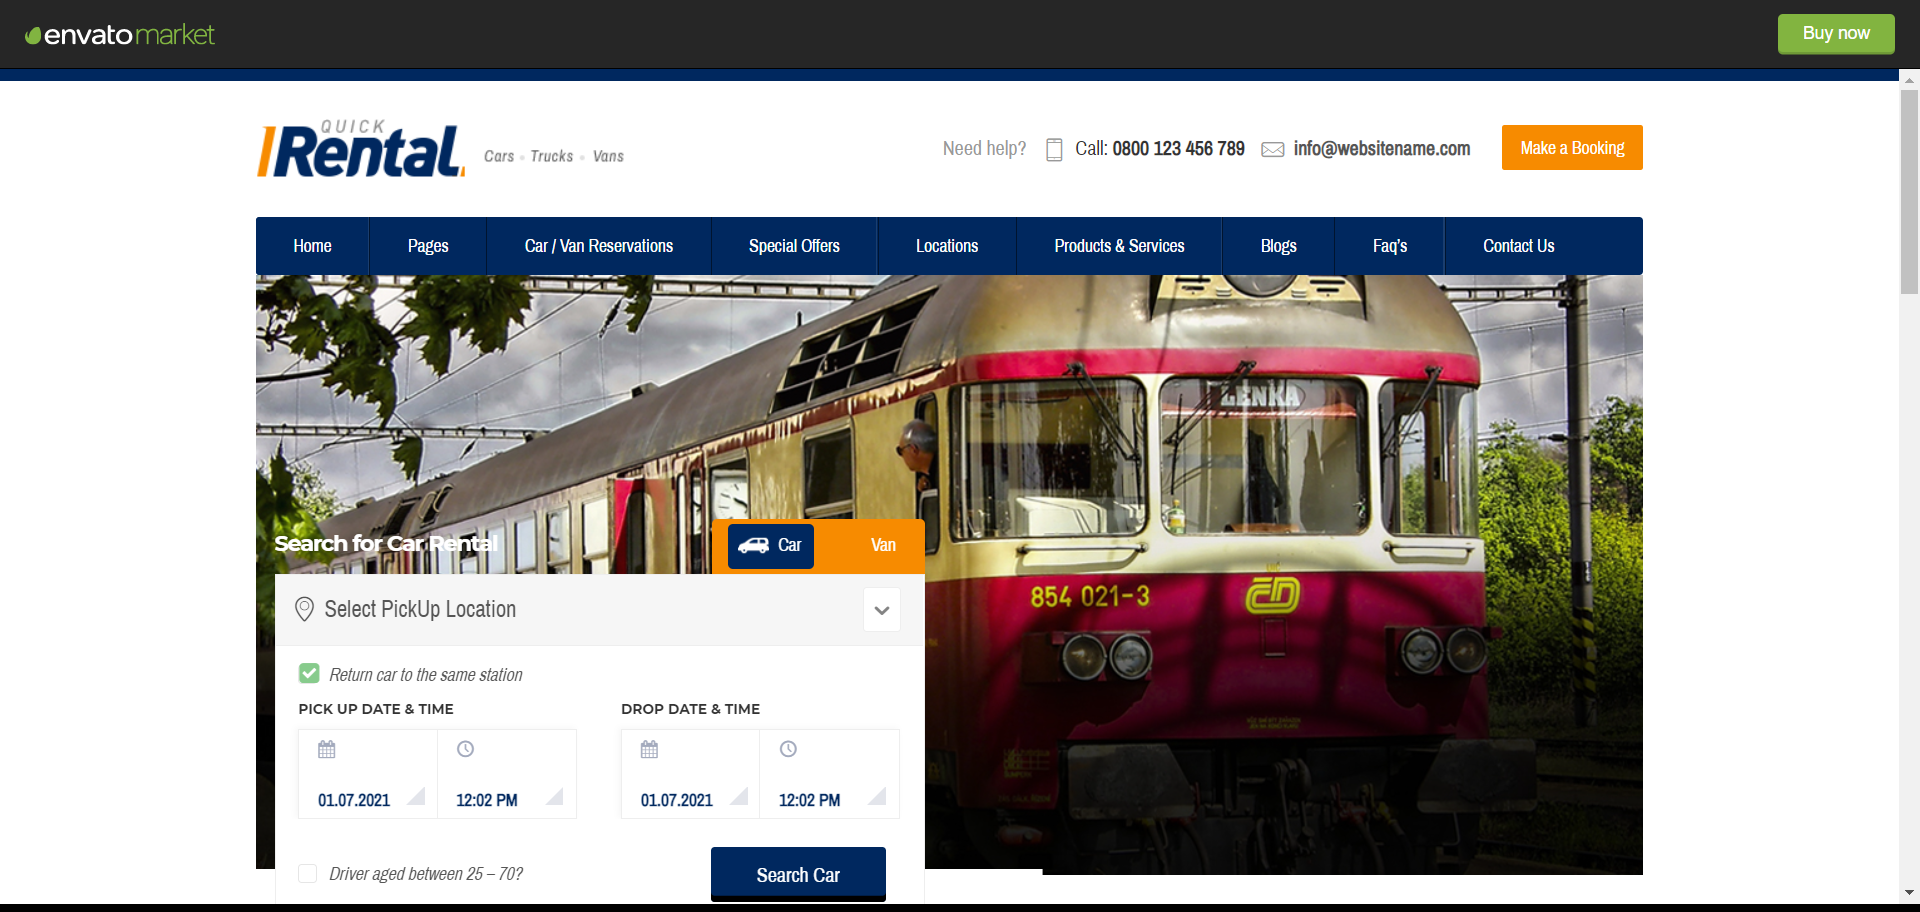 envato market
Buy now
QUICK
Rental.
Cars • Trucks • Vans
Need help?
Call: 0800 123 456 789
info@websitename.com
Make a Booking
Home
Pages
Car / Van Reservations
Special Offers
Locations
Products & Services
Blogs
Faq's
Contact Us
LENKA
854 021-3
Search for Car Rental
Car
Van
Select PickUp Location
Return car to the same station
PICK UP DATE & TIME
DROP DATE & TIME
01.07.2021
12:02 PM
01.07.2021
12:02 PM
Driver aged between 25 – 70?
Search Car